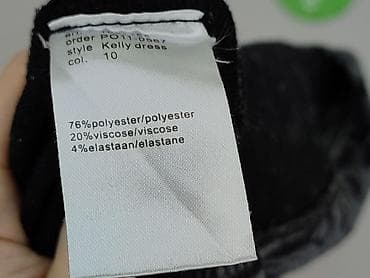 order PO11-0567
style Kelly dress
col. 10
76%polyester/polyester
20%viscose/viscose
4%elastaan/elastane